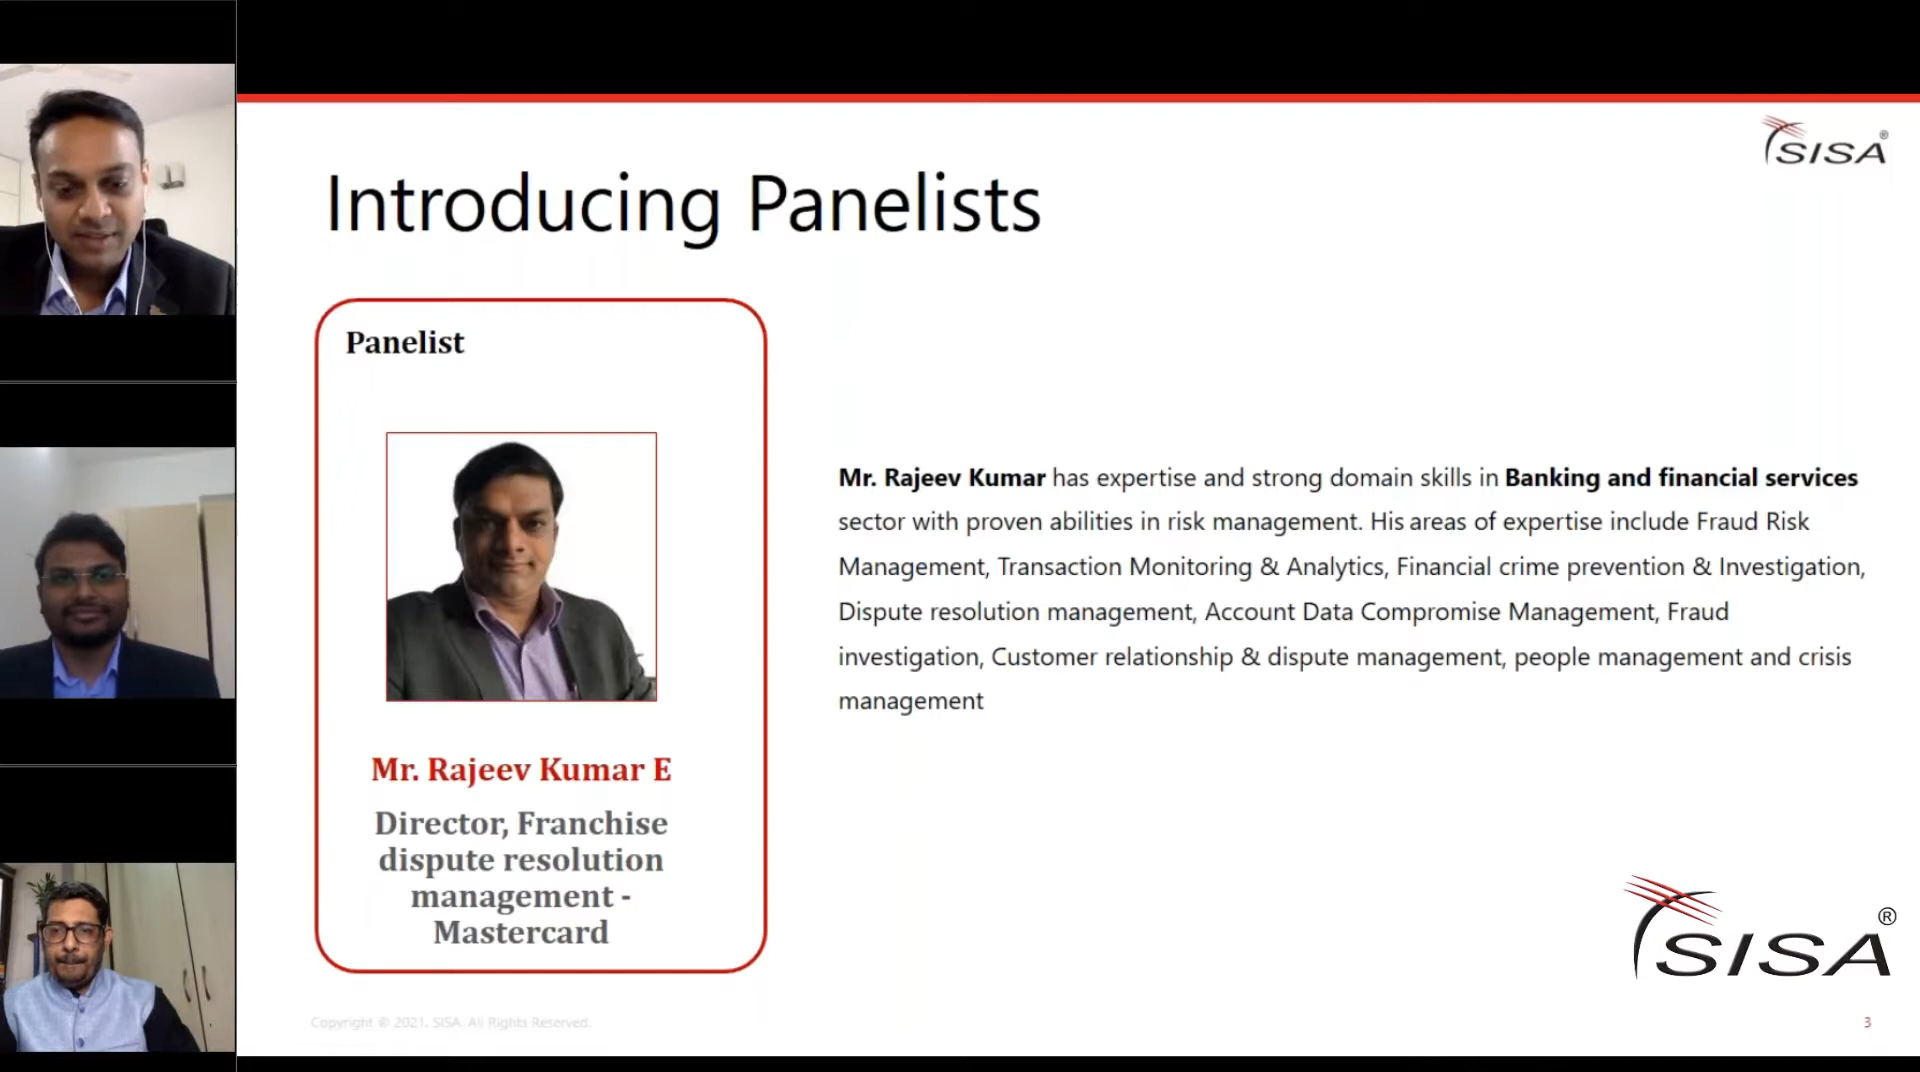 SISA®
Introducing Panelists
Panelist
Mr. Rajeev Kumar E
Director, Franchise
dispute resolution
management -
Mastercard
Mr. Rajeev Kumar has expertise and strong domain skills in Banking and financial services
sector with proven abilities in risk management. His areas of expertise include Fraud Risk
Management, Transaction Monitoring & Analytics, Financial crime prevention & Investigation,
Dispute resolution management, Account Data Compromise Management, Fraud
investigation, Customer relationship & dispute management, people management and crisis
management
SISA®
Copyright © 2021. SISA. All Rights Reserved.
3